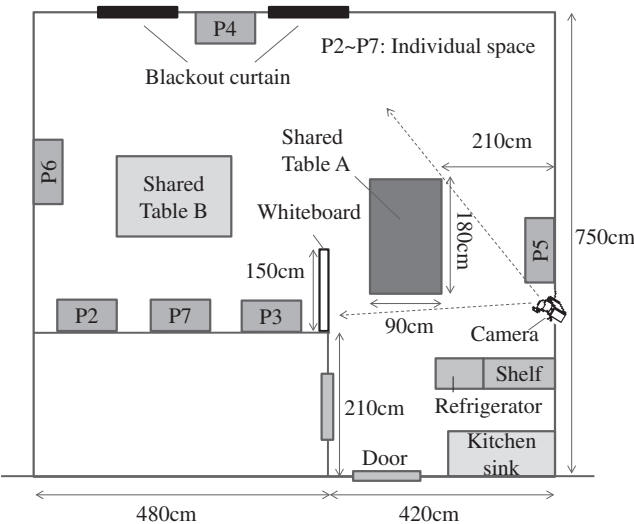 P4
P2~P7: Individual space
Blackout curtain
Shared
Table A
210cm
P6
Shared
Table B
Whiteboard
180cm
P5
750cm
150cm
P2
P7
P3
90cm
Camera
Shelf
210cm
Refrigerator
Kitchen
sink
Door
480cm
420cm